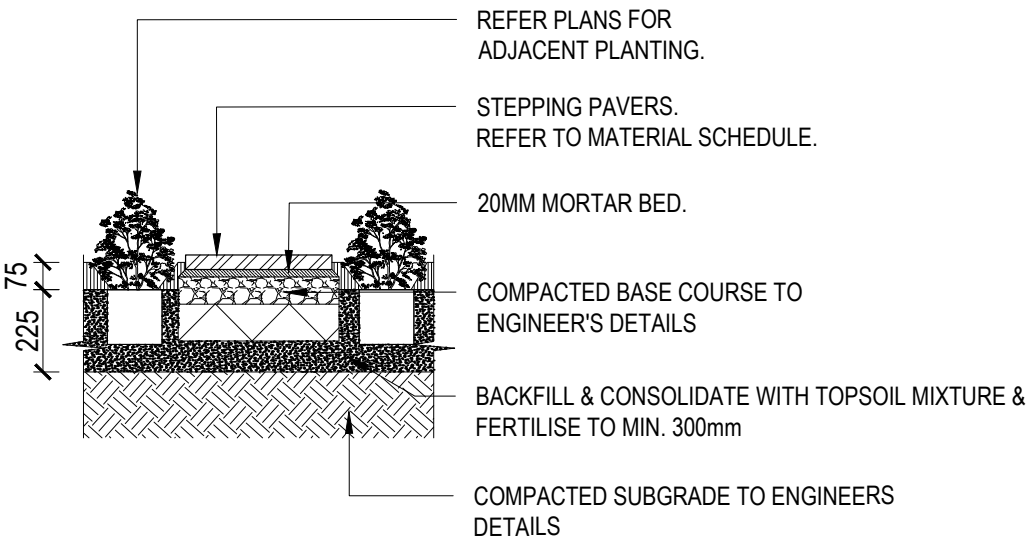 REFER PLANS FOR
ADJACENT PLANTING.
STEPPING PAVERS.
REFER TO MATERIAL SCHEDULE.
20MM MORTAR BED.
75
225
COMPACTED BASE COURSE TO
ENGINEER'S DETAILS
BACKFILL & CONSOLIDATE WITH TOPSOIL MIXTURE &
FERTILISE TO MIN. 300mm
COMPACTED SUBGRADE TO ENGINEERS
DETAILS